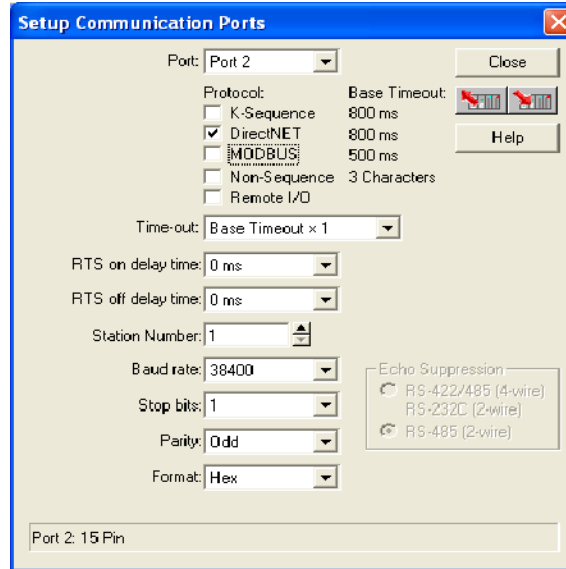 Setup Communication Ports
Port: Port 2
Close
Protocol: Base Timeout:
K-Sequence 800 ms
DirectNET 800 ms
MODBUS 500 ms
Help
Non-Sequence 3 Characters
Remote I/O
Time-out: Base Timeout × 1
RTS on delay time: 0 ms
RTS off delay time: 0 ms
Station Number: 1
Baud rate: 38400
Echo Suppression
RS-422/485 (4-wire)
RS-232C (2-wire)
Stop bits: 1
RS-485 (2-wire)
Parity: Odd
Format: Hex
Port 2: 15 Pin